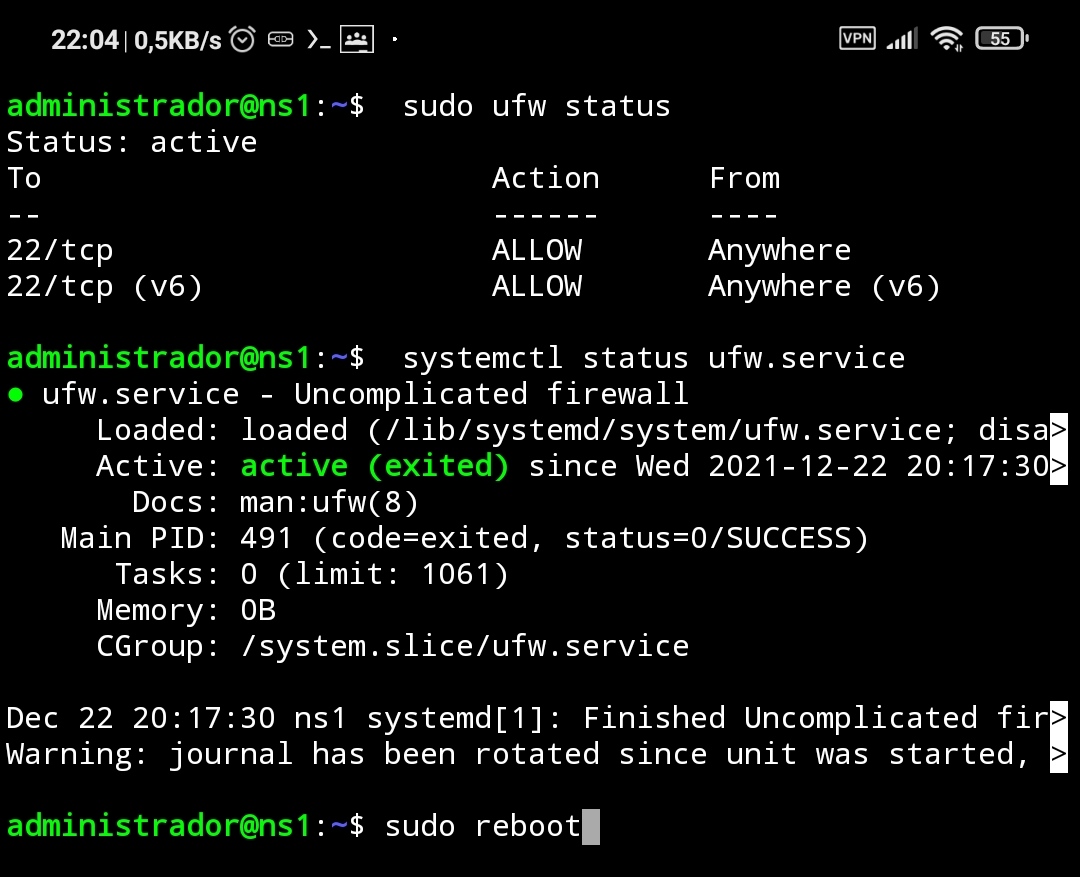 22:04 | 0,5KB/s >_ VPN 55
administrador@ns1:~$  sudo ufw status
Status: active
To                         Action      From
--                         ------      ----
22/tcp                     ALLOW       Anywhere
22/tcp (v6)                ALLOW       Anywhere (v6)
administrador@ns1:~$  systemctl status ufw.service
● ufw.service - Uncomplicated firewall
     Loaded: loaded (/lib/systemd/system/ufw.service; disa>
     Active: active (exited) since Wed 2021-12-22 20:17:30>
       Docs: man:ufw(8)
   Main PID: 491 (code=exited, status=0/SUCCESS)
      Tasks: 0 (limit: 1061)
     Memory: 0B
     CGroup: /system.slice/ufw.service
Dec 22 20:17:30 ns1 systemd[1]: Finished Uncomplicated fir>
Warning: journal has been rotated since unit was started, >
administrador@ns1:~$ sudo reboot